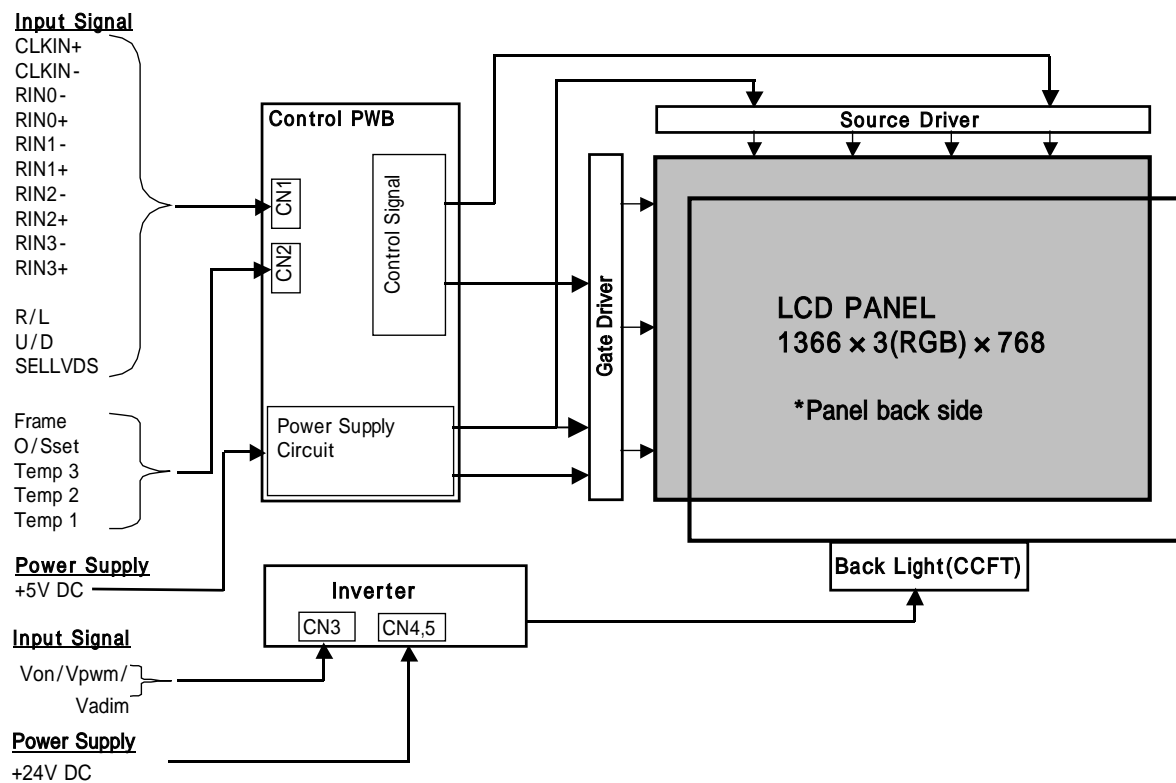 Input Signal
CLKIN+
CLKIN-
RIN0-
RIN0+
RIN1-
RIN1+
RIN2-
RIN2+
RIN3-
RIN3+
R/L
U/D
SELLVDS
Frame
O/Sset
Temp 3
Temp 2
Temp 1
Power Supply
+5V DC
Input Signal
Von/Vpwm/
Vadim
Power Supply
+24V DC
Control PWB
CN1
CN2
Control Signal
Power Supply
Circuit
Inverter
CN3
CN4,5
Gate Driver
Source Driver
LCD PANEL
1366 × 3(RGB) × 768
*Panel back side
Back Light(CCFT)